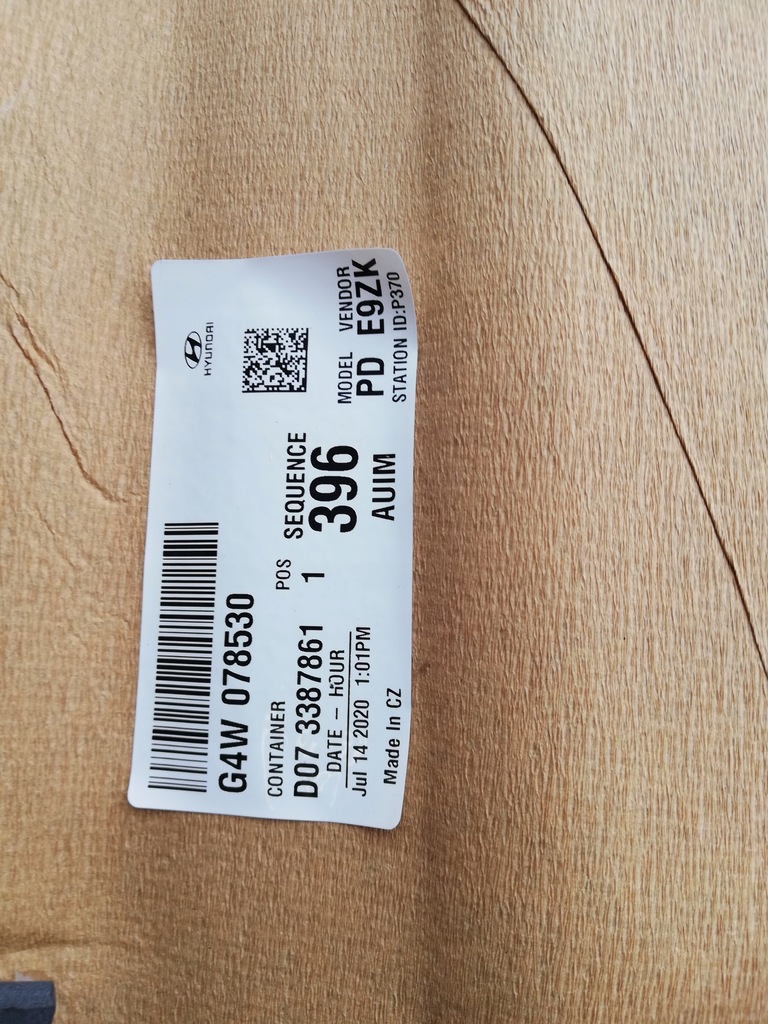 HYUNDAI
G4W 078530
CONTAINER POS SEQUENCE
D07 3387861 1 396
DATE - HOUR
MODEL VENDOR
PD E9ZK
Jul 14 2020 1:01PM
AUIM
STATION ID:P370
Made In CZ